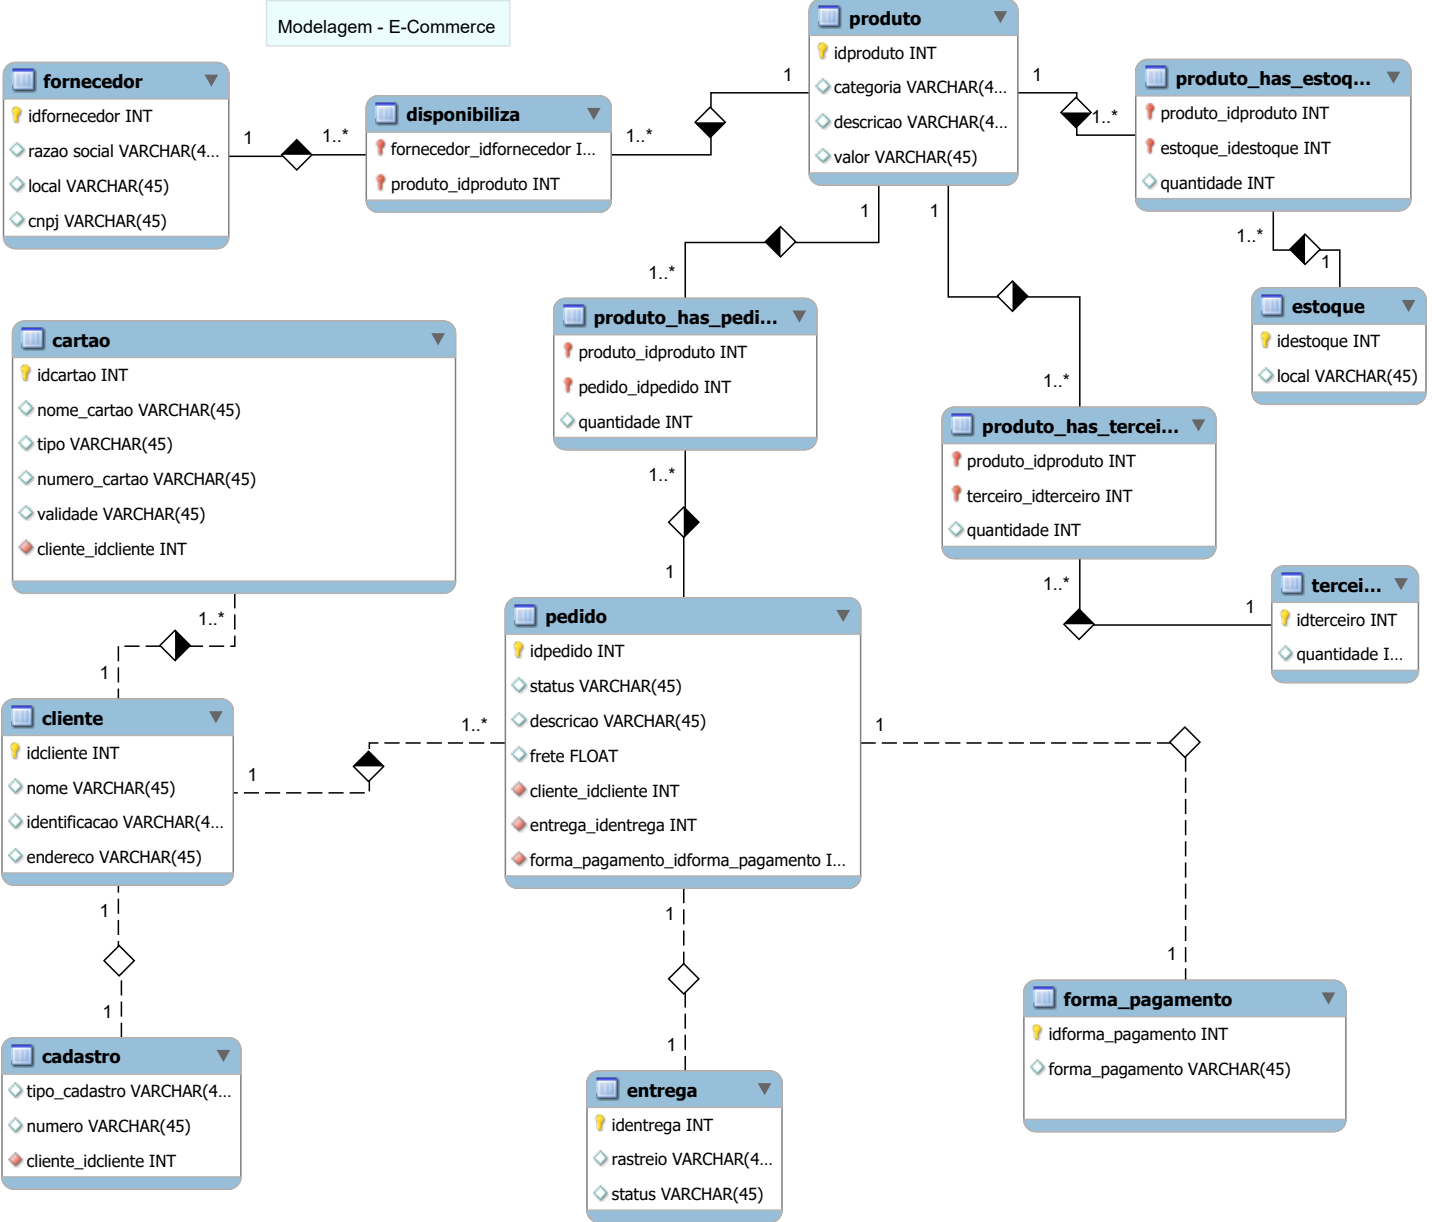 Modelagem - E-Commerce
fornecedor
idfornecedor INT
razao social VARCHAR(4...
local VARCHAR(45)
cnpj VARCHAR(45)
1
1..*
disponibiliza
fornecedor_idfornecedor I...
produto_idproduto INT
1..*
1
produto
idproduto INT
categoria VARCHAR(4...
descricao VARCHAR(4...
valor VARCHAR(45)
1
1..*
produto_has_estoq...
produto_idproduto INT
estoque_idestoque INT
quantidade INT
1..*
1
estoque
idestoque INT
local VARCHAR(45)
1
1..*
produto_has_pedi...
produto_idproduto INT
pedido_idpedido INT
quantidade INT
1..*
1
1
1..*
produto_has_tercei...
produto_idproduto INT
terceiro_idterceiro INT
quantidade INT
1..*
1
tercei...
idterceiro INT
quantidade I...
cartao
idcartao INT
nome_cartao VARCHAR(45)
tipo VARCHAR(45)
numero_cartao VARCHAR(45)
validade VARCHAR(45)
cliente_idcliente INT
1..*
1
cliente
idcliente INT
nome VARCHAR(45)
identificacao VARCHAR(4...
endereco VARCHAR(45)
1
1..*
pedido
idpedido INT
status VARCHAR(45)
descricao VARCHAR(45)
frete FLOAT
cliente_idcliente INT
entrega_identrega INT
forma_pagamento_idforma_pagamento I...
1
1
forma_pagamento
idforma_pagamento INT
forma_pagamento VARCHAR(45)
1
1
cadastro
tipo_cadastro VARCHAR(4...
numero VARCHAR(45)
cliente_idcliente INT
1
1
entrega
identrega INT
rastreio VARCHAR(4...
status VARCHAR(45)